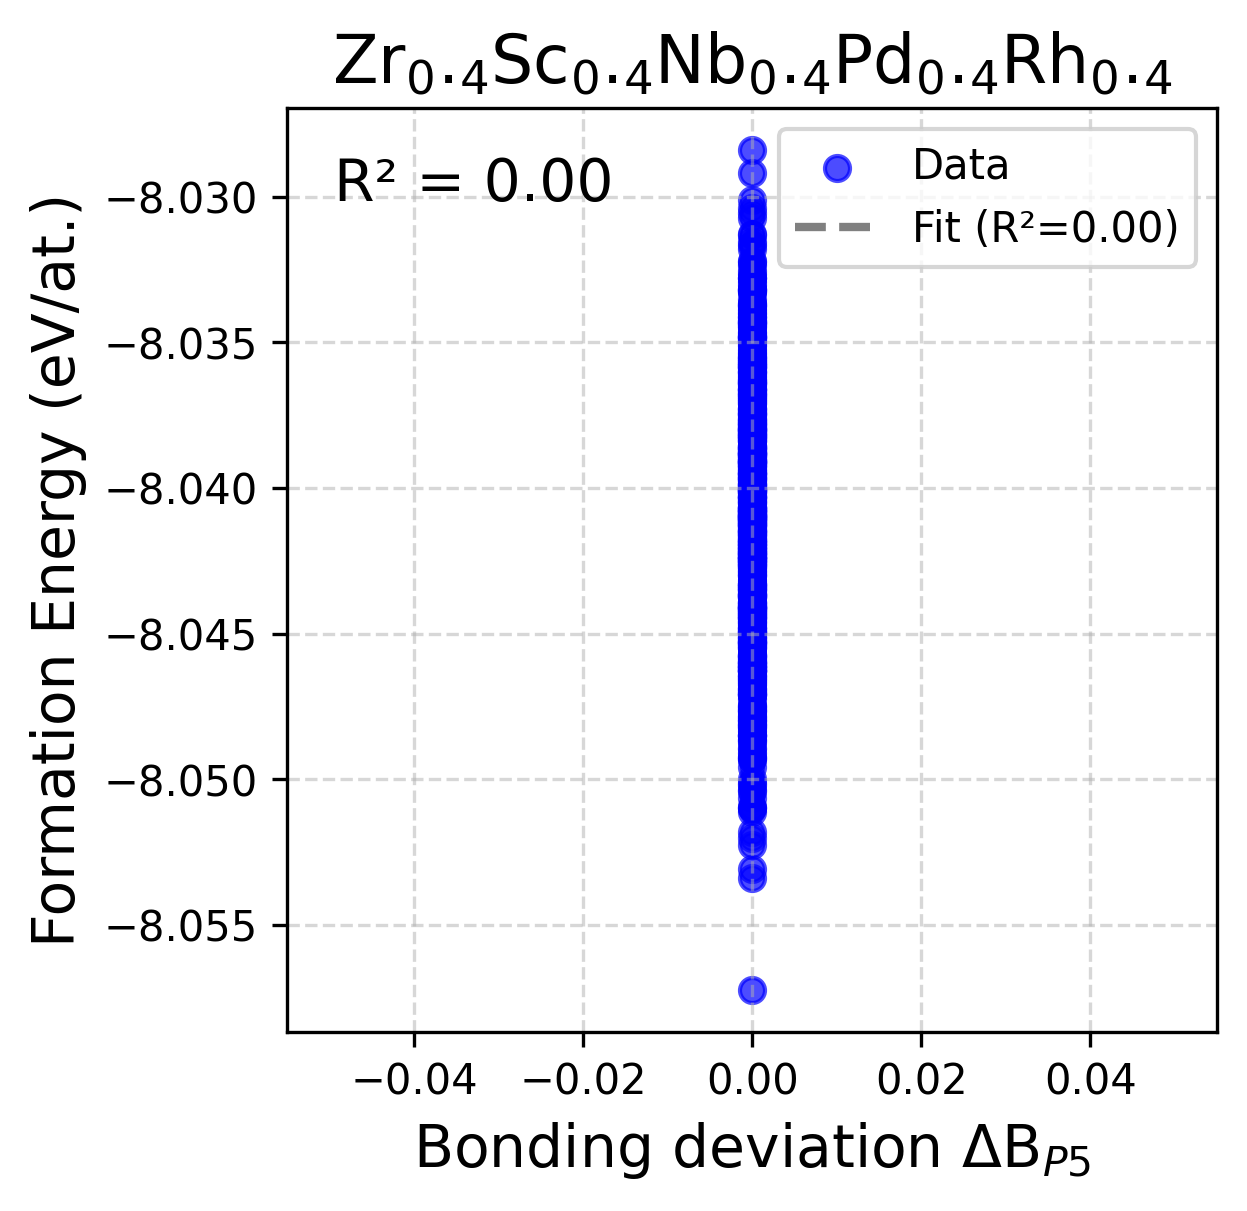 Zr₀.₄Sc₀.₄Nb₀.₄Pd₀.₄Rh₀.₄
R² = 0.00
Data
Fit (R²=0.00)
Formation Energy (eV/at.)
−8.030
−8.035
−8.040
−8.045
−8.050
−8.055
−0.04 −0.02 0.00 0.02 0.04
Bonding deviation ΔB_P5